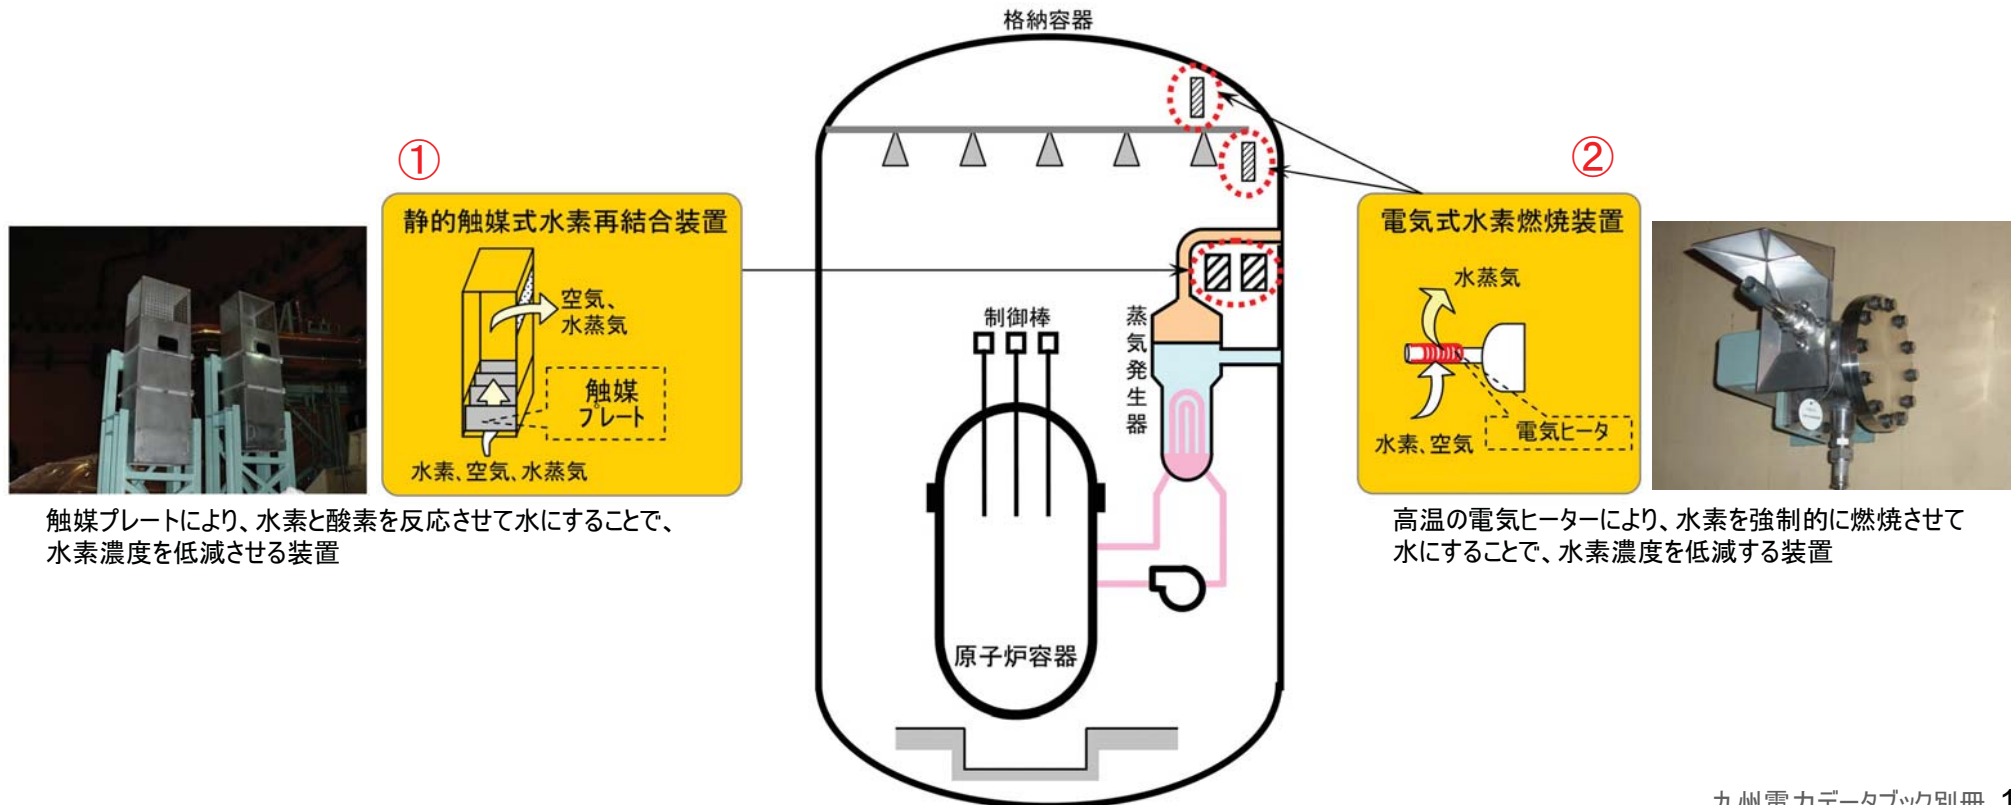 格納容器
①
静的触媒式水素再結合装置
空気、
水蒸気
触媒
プレート
水素、空気、水蒸気
触媒プレートにより、水素と酸素を反応させて水にすることで、
水素濃度を低減させる装置
制御棒
蒸気発生器
原子炉容器
②
電気式水素燃焼装置
水蒸気
水素、空気
電気ヒータ
高温の電気ヒーターにより、水素を強制的に燃焼させて
水にすることで、水素濃度を低減する装置
九州電力データブック別冊 1